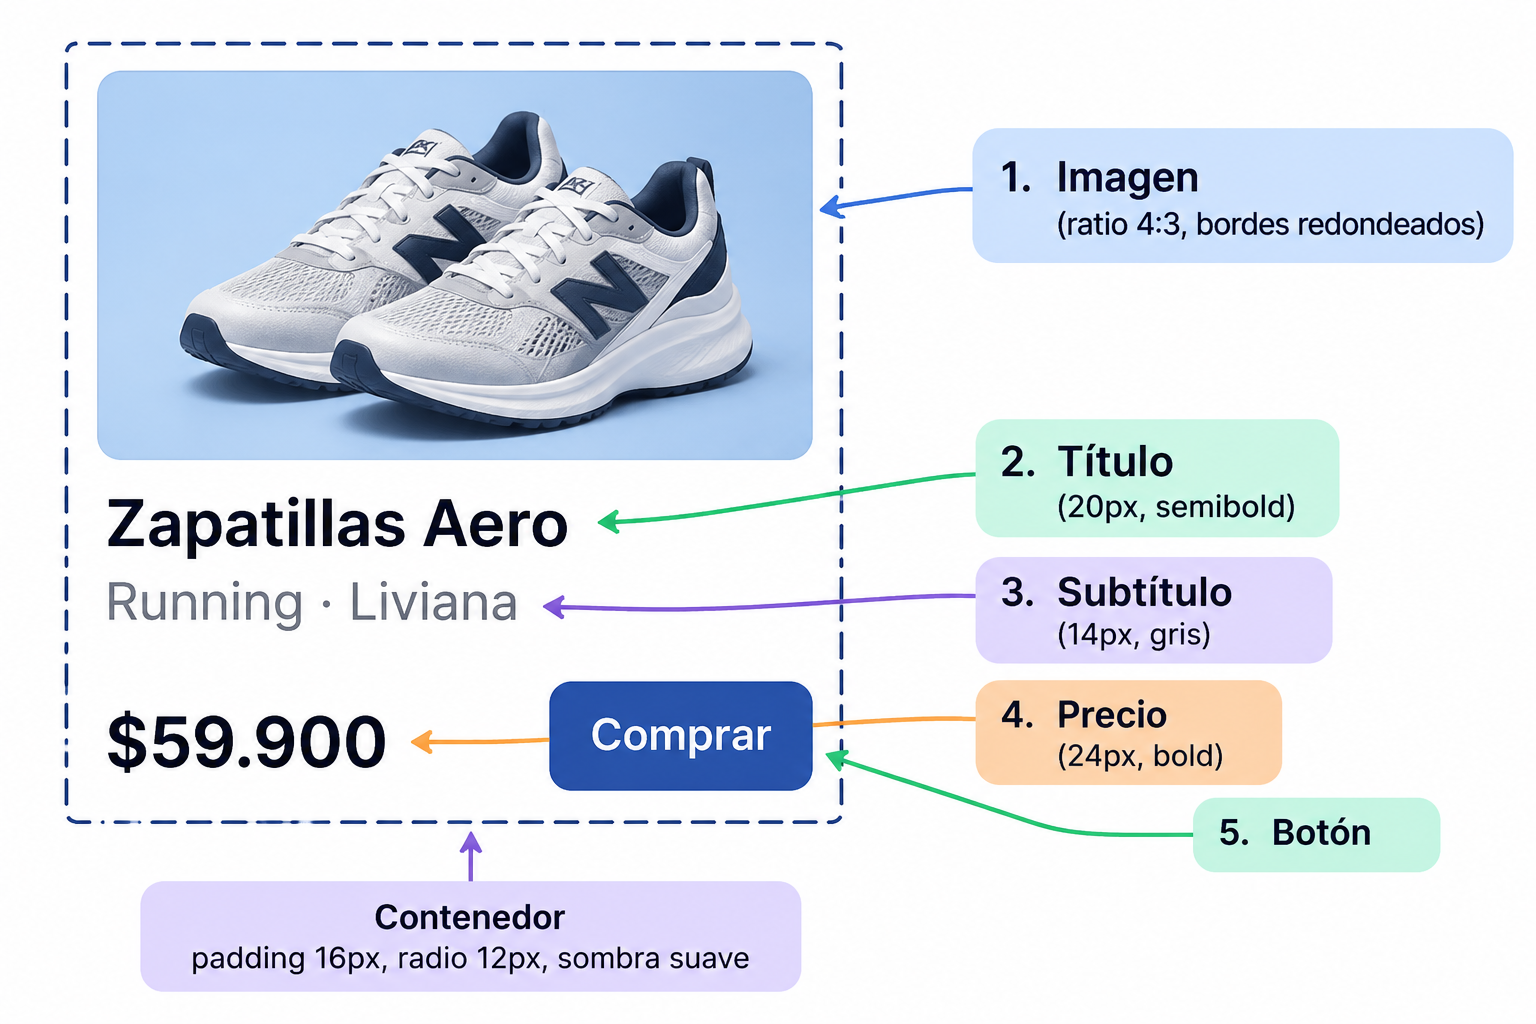 Zapatillas Aero
Running · Liviana
$59.900
Comprar
1. Imagen
(ratio 4:3, bordes redondeados)
2. Título
(20px, semibold)
3. Subtítulo
(14px, gris)
4. Precio
(24px, bold)
5. Botón
Contenedor
padding 16px, radio 12px, sombra suave
N
N